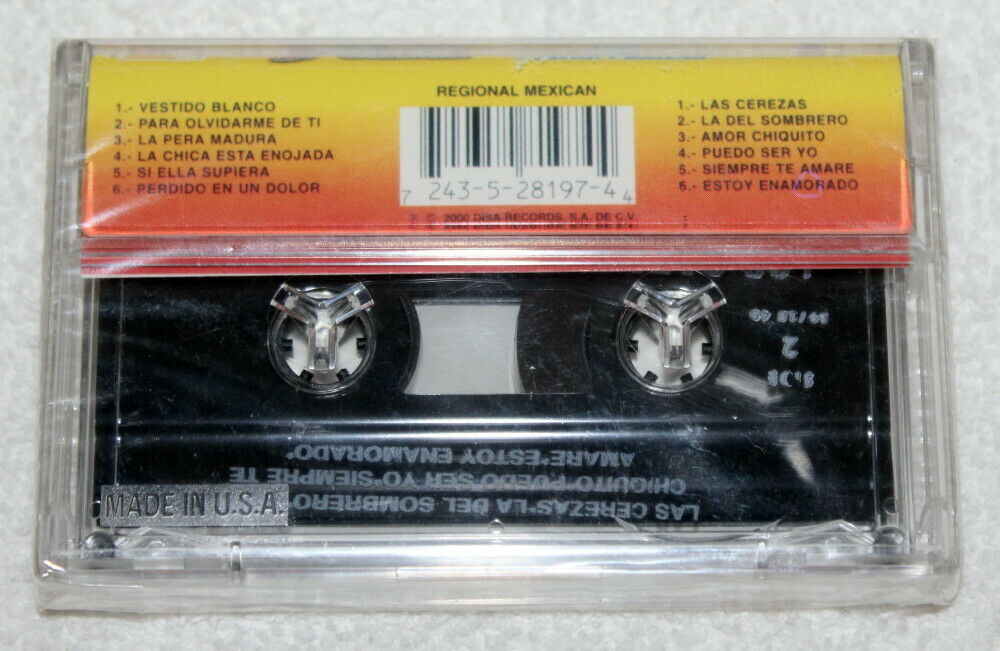 REGIONAL MEXICAN
1.- VESTIDO BLANCO
2.- PARA OLVIDARME DE TI
3.- LA PERA MADURA
4.- LA CHICA ESTA ENOJADA
5.- SI ELLA SUPIERA
6.- PERDIDO EN UN DOLOR
7 243-5-28197-4 4
℗ © 2000 DISA RECORDS, S.A. DE C.V.
1.- LAS CEREZAS
2.- LA DEL SOMBRERO
3.- AMOR CHIQUITO
4.- PUEDO SER YO
5.- SIEMPRE TE AMARE
6.- ESTOY ENAMORADO
2
LAS CEREZAS*LA DEL SOMBRERO
CHIQUITO*PUEDO SER YO*SIEMPRE TE
AMARE*ESTOY ENAMORADO*
MADE IN U.S.A.